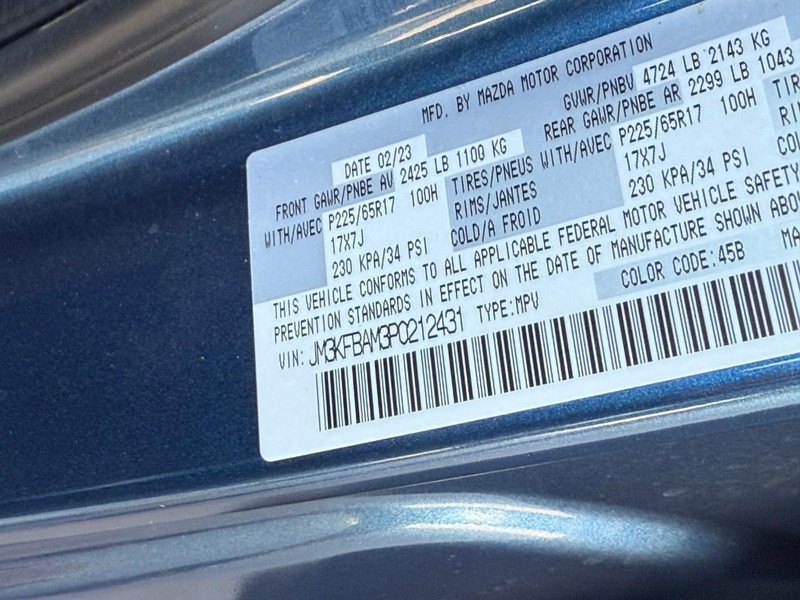 MFD. BY MAZDA MOTOR CORPORATION
DATE 02/23 GVWR/PNBV 4724 LB 2143 KG
FRONT GAWR/PNBE AV 2425 LB 1100 KG REAR GAWR/PNBE AR 2299 LB 1043
WITH/AVEC P225/65R17 100H TIRES/PNEUS WITH/AVEC P225/65R17 100H TIRE
17X7J RIMS/JANTES 17X7J RI
230 KPA/34 PSI COLD/A FROID 230 KPA/34 PSI CO
THIS VEHICLE CONFORMS TO ALL APPLICABLE FEDERAL MOTOR VEHICLE SAFETY
PREVENTION STANDARDS IN EFFECT ON THE DATE OF MANUFACTURE SHOWN ABO
VIN: JM3KFBAM3P0212431 TYPE:MPV COLOR CODE:45B MA